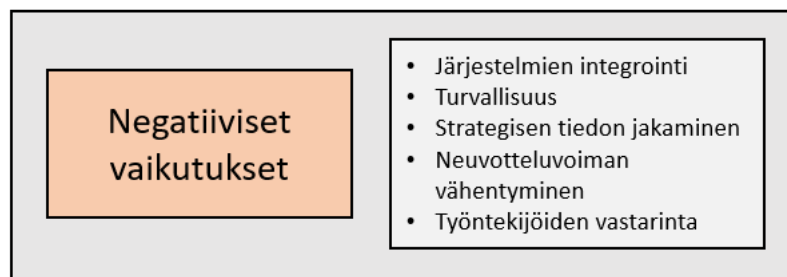 Negatiiviset
vaikutukset
• Järjestelmien integrointi
• Turvallisuus
• Strategisen tiedon jakaminen
• Neuvotteluvoiman
vähentyminen
• Työntekijöiden vastarinta